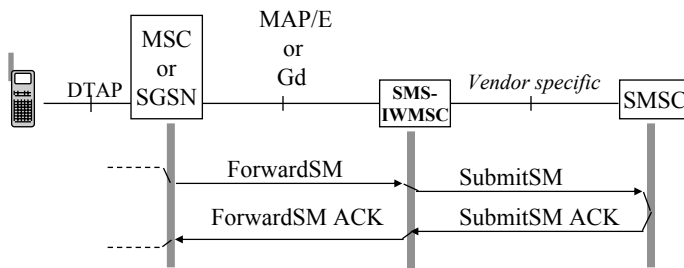 MSC
or
SGSN
DTAP
MAP/E
or
Gd
SMS-
IWMSC
Vendor specific
SMSC
ForwardSM
SubmitSM
ForwardSM ACK
SubmitSM ACK